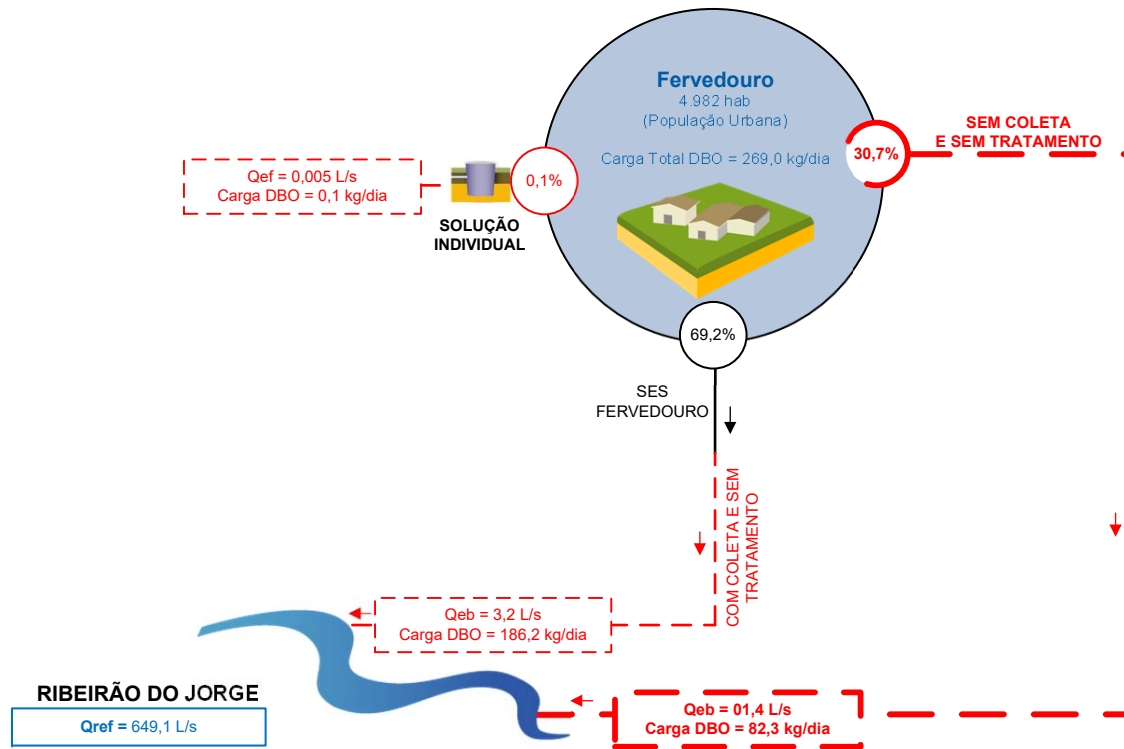 Fervedouro
4.982 hab
(População Urbana)
Carga Total DBO = 269,0 kg/dia
SEM COLETA
E SEM TRATAMENTO
30,7%
0,1%
Qef = 0,005 L/s
Carga DBO = 0,1 kg/dia
SOLUÇÃO
INDIVIDUAL
69,2%
SES
FERVEDOURO
COM COLETA E SEM
TRATAMENTO
Qeb = 3,2 L/s
Carga DBO = 186,2 kg/dia
RIBEIRÃO DO JORGE
Qref = 649,1 L/s
Qeb = 01,4 L/s
Carga DBO = 82,3 kg/dia